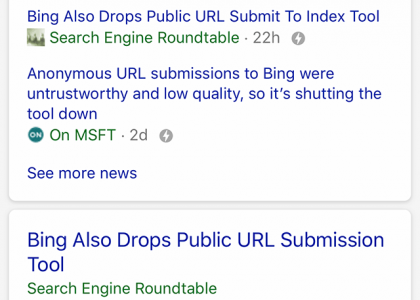 Bing Also Drops Public URL Submit To Index Tool
Search Engine Roundtable · 22h
Anonymous URL submissions to Bing were
untrustworthy and low quality, so it's shutting the
tool down
ON On MSFT · 2d
See more news
Bing Also Drops Public URL Submission
Tool
Search Engine Roundtable